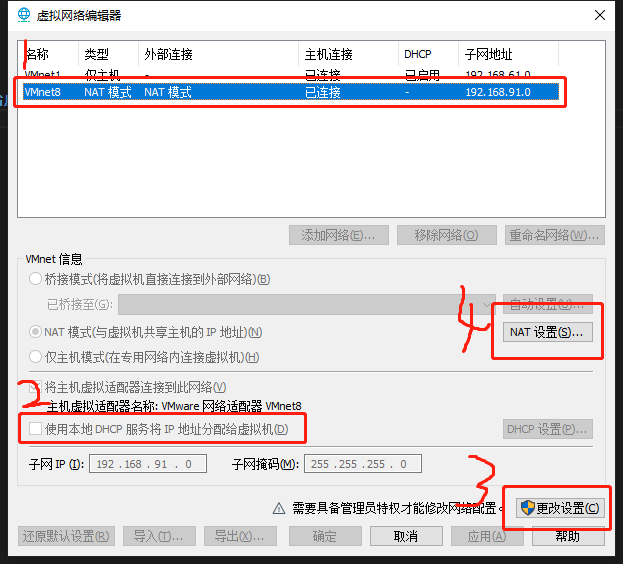 虚拟网络编辑器
名称 类型 外部连接 主机连接 DHCP 子网地址
VMnet1 仅主机... - 已连接 已启用 192.168.61.0
VMnet8 NAT 模式 NAT 模式 已连接 - 192.168.91.0
添加网络(E)... 移除网络(O) 重命名网络(W)...
VMnet 信息
桥接模式(将虚拟机直接连接到外部网络)(B)
已桥接至(G): 自动设置(U)...
4
NAT 模式(与虚拟机共享主机的 IP 地址)(N) NAT 设置(S)...
仅主机模式(在专用网络内连接虚拟机)(H)
将主机虚拟适配器连接到此网络(V)
2
主机虚拟适配器名称: VMware 网络适配器 VMnet8
使用本地 DHCP 服务将 IP 地址分配给虚拟机(D) DHCP 设置(P)...
子网 IP (I): 192 . 168 . 91 . 0 子网掩码(M): 255 . 255 . 255 . 0
3
需要具备管理员特权才能修改网络配置。 更改设置(C)
还原默认设置(R) 导入(T)... 导出(X)... 确定 取消 应用(A) 帮助